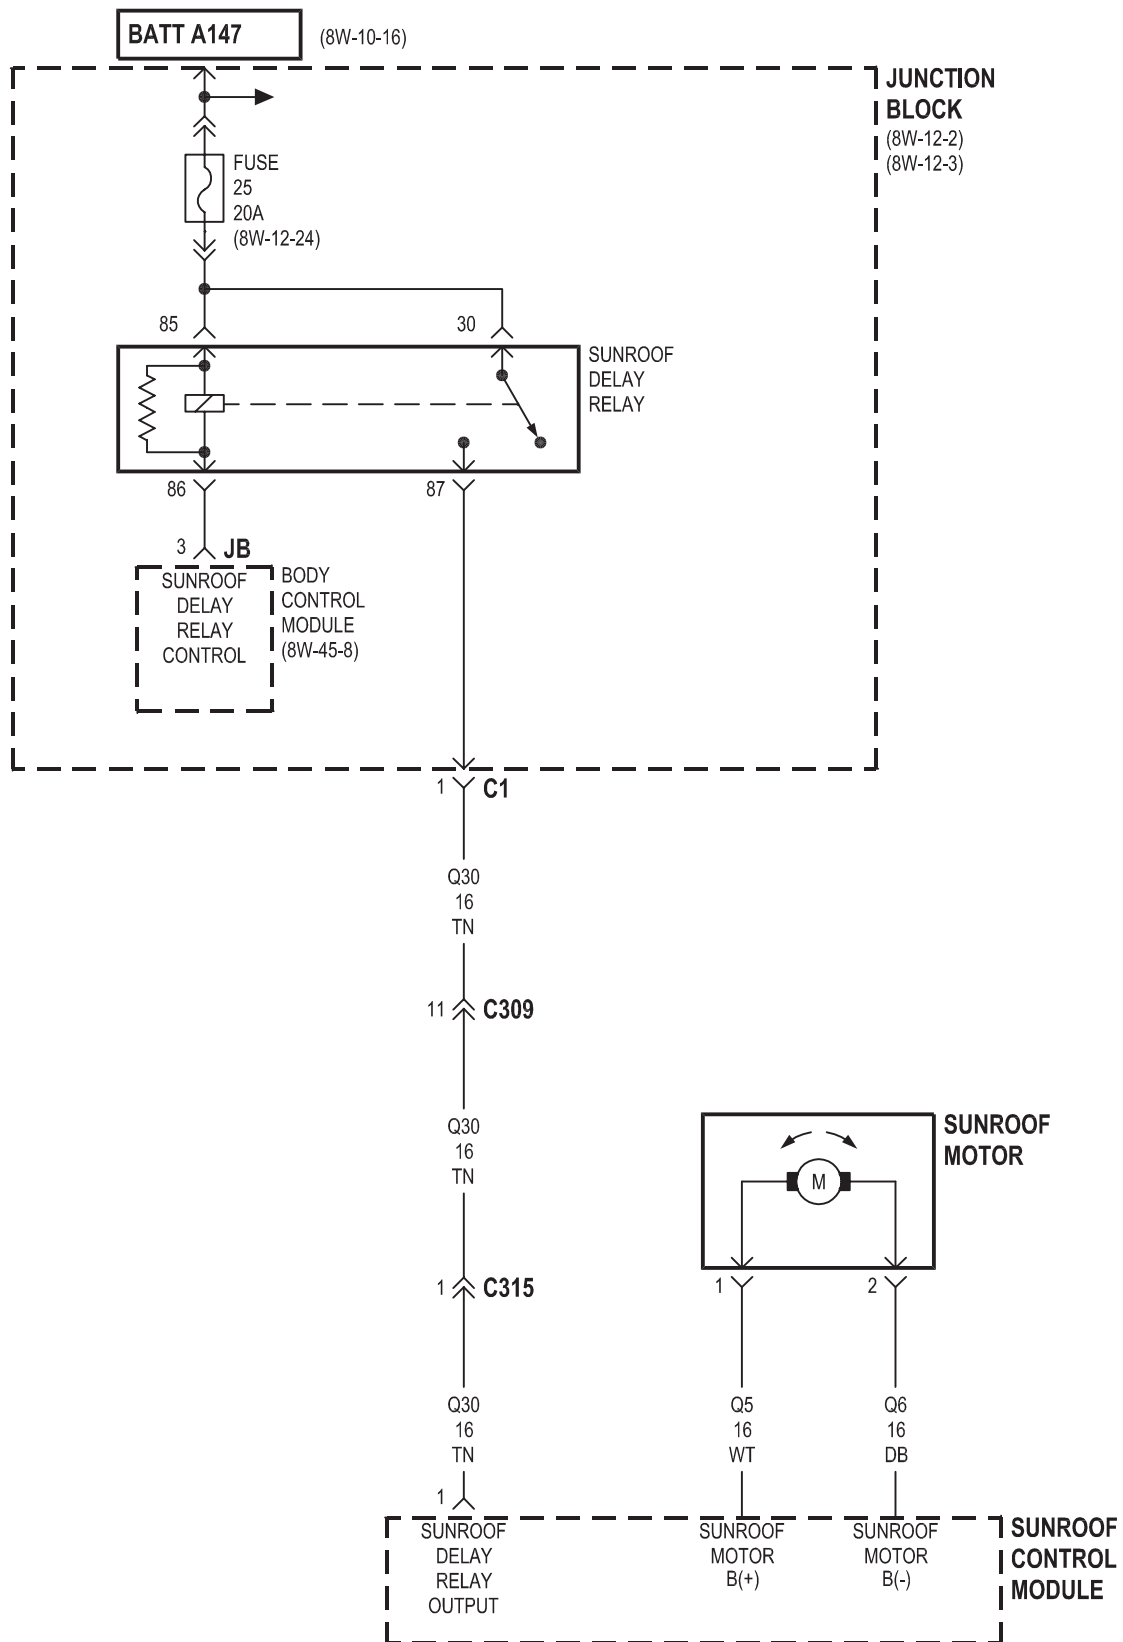 BATT A147 (8W-10-16)
JUNCTION
BLOCK
(8W-12-2)
(8W-12-3)
FUSE
25
20A
(8W-12-24)
85
30
SUNROOF
DELAY
RELAY
86
87
3 JB
SUNROOF
DELAY
RELAY
CONTROL
BODY
CONTROL
MODULE
(8W-45-8)
1 C1
Q30
16
TN
11 C309
Q30
16
TN
SUNROOF
MOTOR
M
1 C315
1
2
Q30
16
TN
Q5
16
WT
Q6
16
DB
1
SUNROOF
DELAY
RELAY
OUTPUT
SUNROOF
MOTOR
B(+)
SUNROOF
MOTOR
B(-)
SUNROOF
CONTROL
MODULE